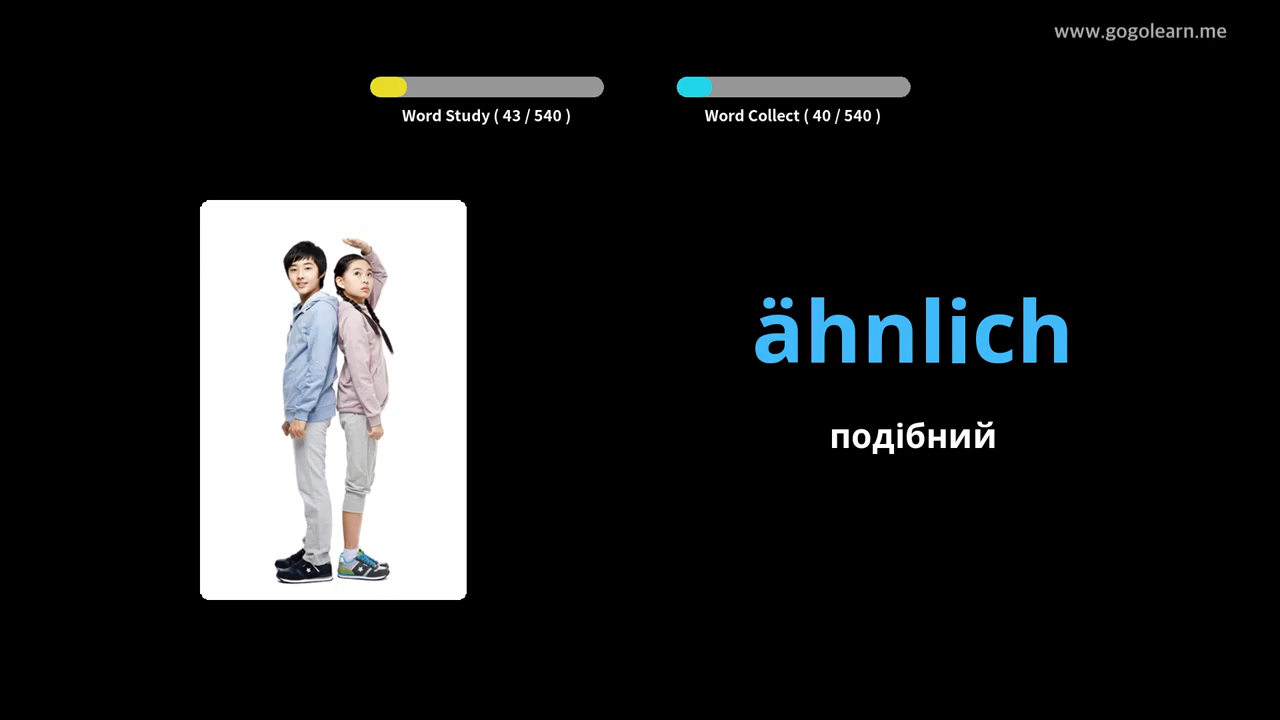 www.gogolearn.me
Word Study ( 43 / 540 )
Word Collect ( 40 / 540 )
ähnlich
подібний